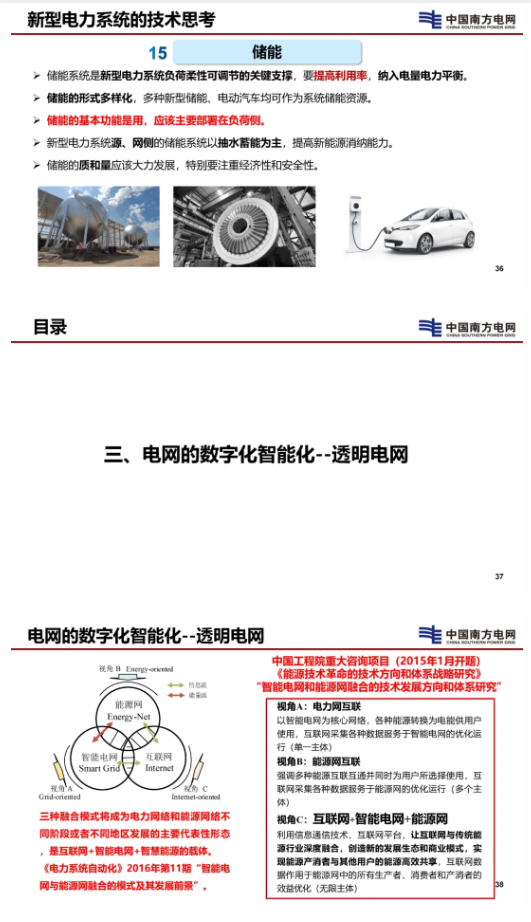 新型电力系统的技术思考
中国南方电网
CHINA SOUTHERN POWER GRID
15
储能
➢ 储能系统是新型电力系统负荷柔性可调节的关键支撑，要提高利用率，纳入电量电力平衡。
➢ 储能的形式多样化，多种新型储能、电动汽车均可作为系统储能资源。
➢ 储能的基本功能是用，应该主要部署在负荷侧。
➢ 新型电力系统源、网侧的储能系统以抽水蓄能为主，提高新能源消纳能力。
➢ 储能的质和量应该大力发展，特别要注重经济性和安全性。
36
目录
中国南方电网
CHINA SOUTHERN POWER GRID
三、电网的数字化智能化--透明电网
37
电网的数字化智能化--透明电网
中国南方电网
CHINA SOUTHERN POWER GRID
视角 B Energy-oriented
信息流
能量流
能源网
Energy-Net
智能电网
Smart Grid
互联网
Internet
视角 A
Grid-oriented
视角 C
Internet-oriented
三种融合模式将成为电力网络和能源网络不
同阶段或者不同地区发展的主要代表性形态
，是互联网+智能电网+智慧能源的载体。
《电力系统自动化》2016年第11期“智能电
网与能源网融合的模式及其发展前景”。
中国工程院重大咨询项目（2015年1月开题）
《能源技术革命的技术方向和体系战略研究》
“智能电网和能源网融合的技术发展方向和体系研究”
视角A：电力网互联
以智能电网为核心网络，各种能源转换为电能供用户
使用，互联网采集各种数据服务于智能电网的优化运
行（单一主体）
视角B：能源网互联
强调多种能源互联互通并同时为用户所选择使用，互
联网采集各种数据服务于能源网的优化运行（多个主
体）
视角C：互联网+智能电网+能源网
利用信息通信技术、互联网平台，让互联网与传统能
源行业深度融合，创造新的发展生态和商业模式，实
现能源产消者与其他用户的能源高效共享，互联网数
据作用于能源网中的所有生产者、消费者和产消者的
效益优化（无限主体）
38